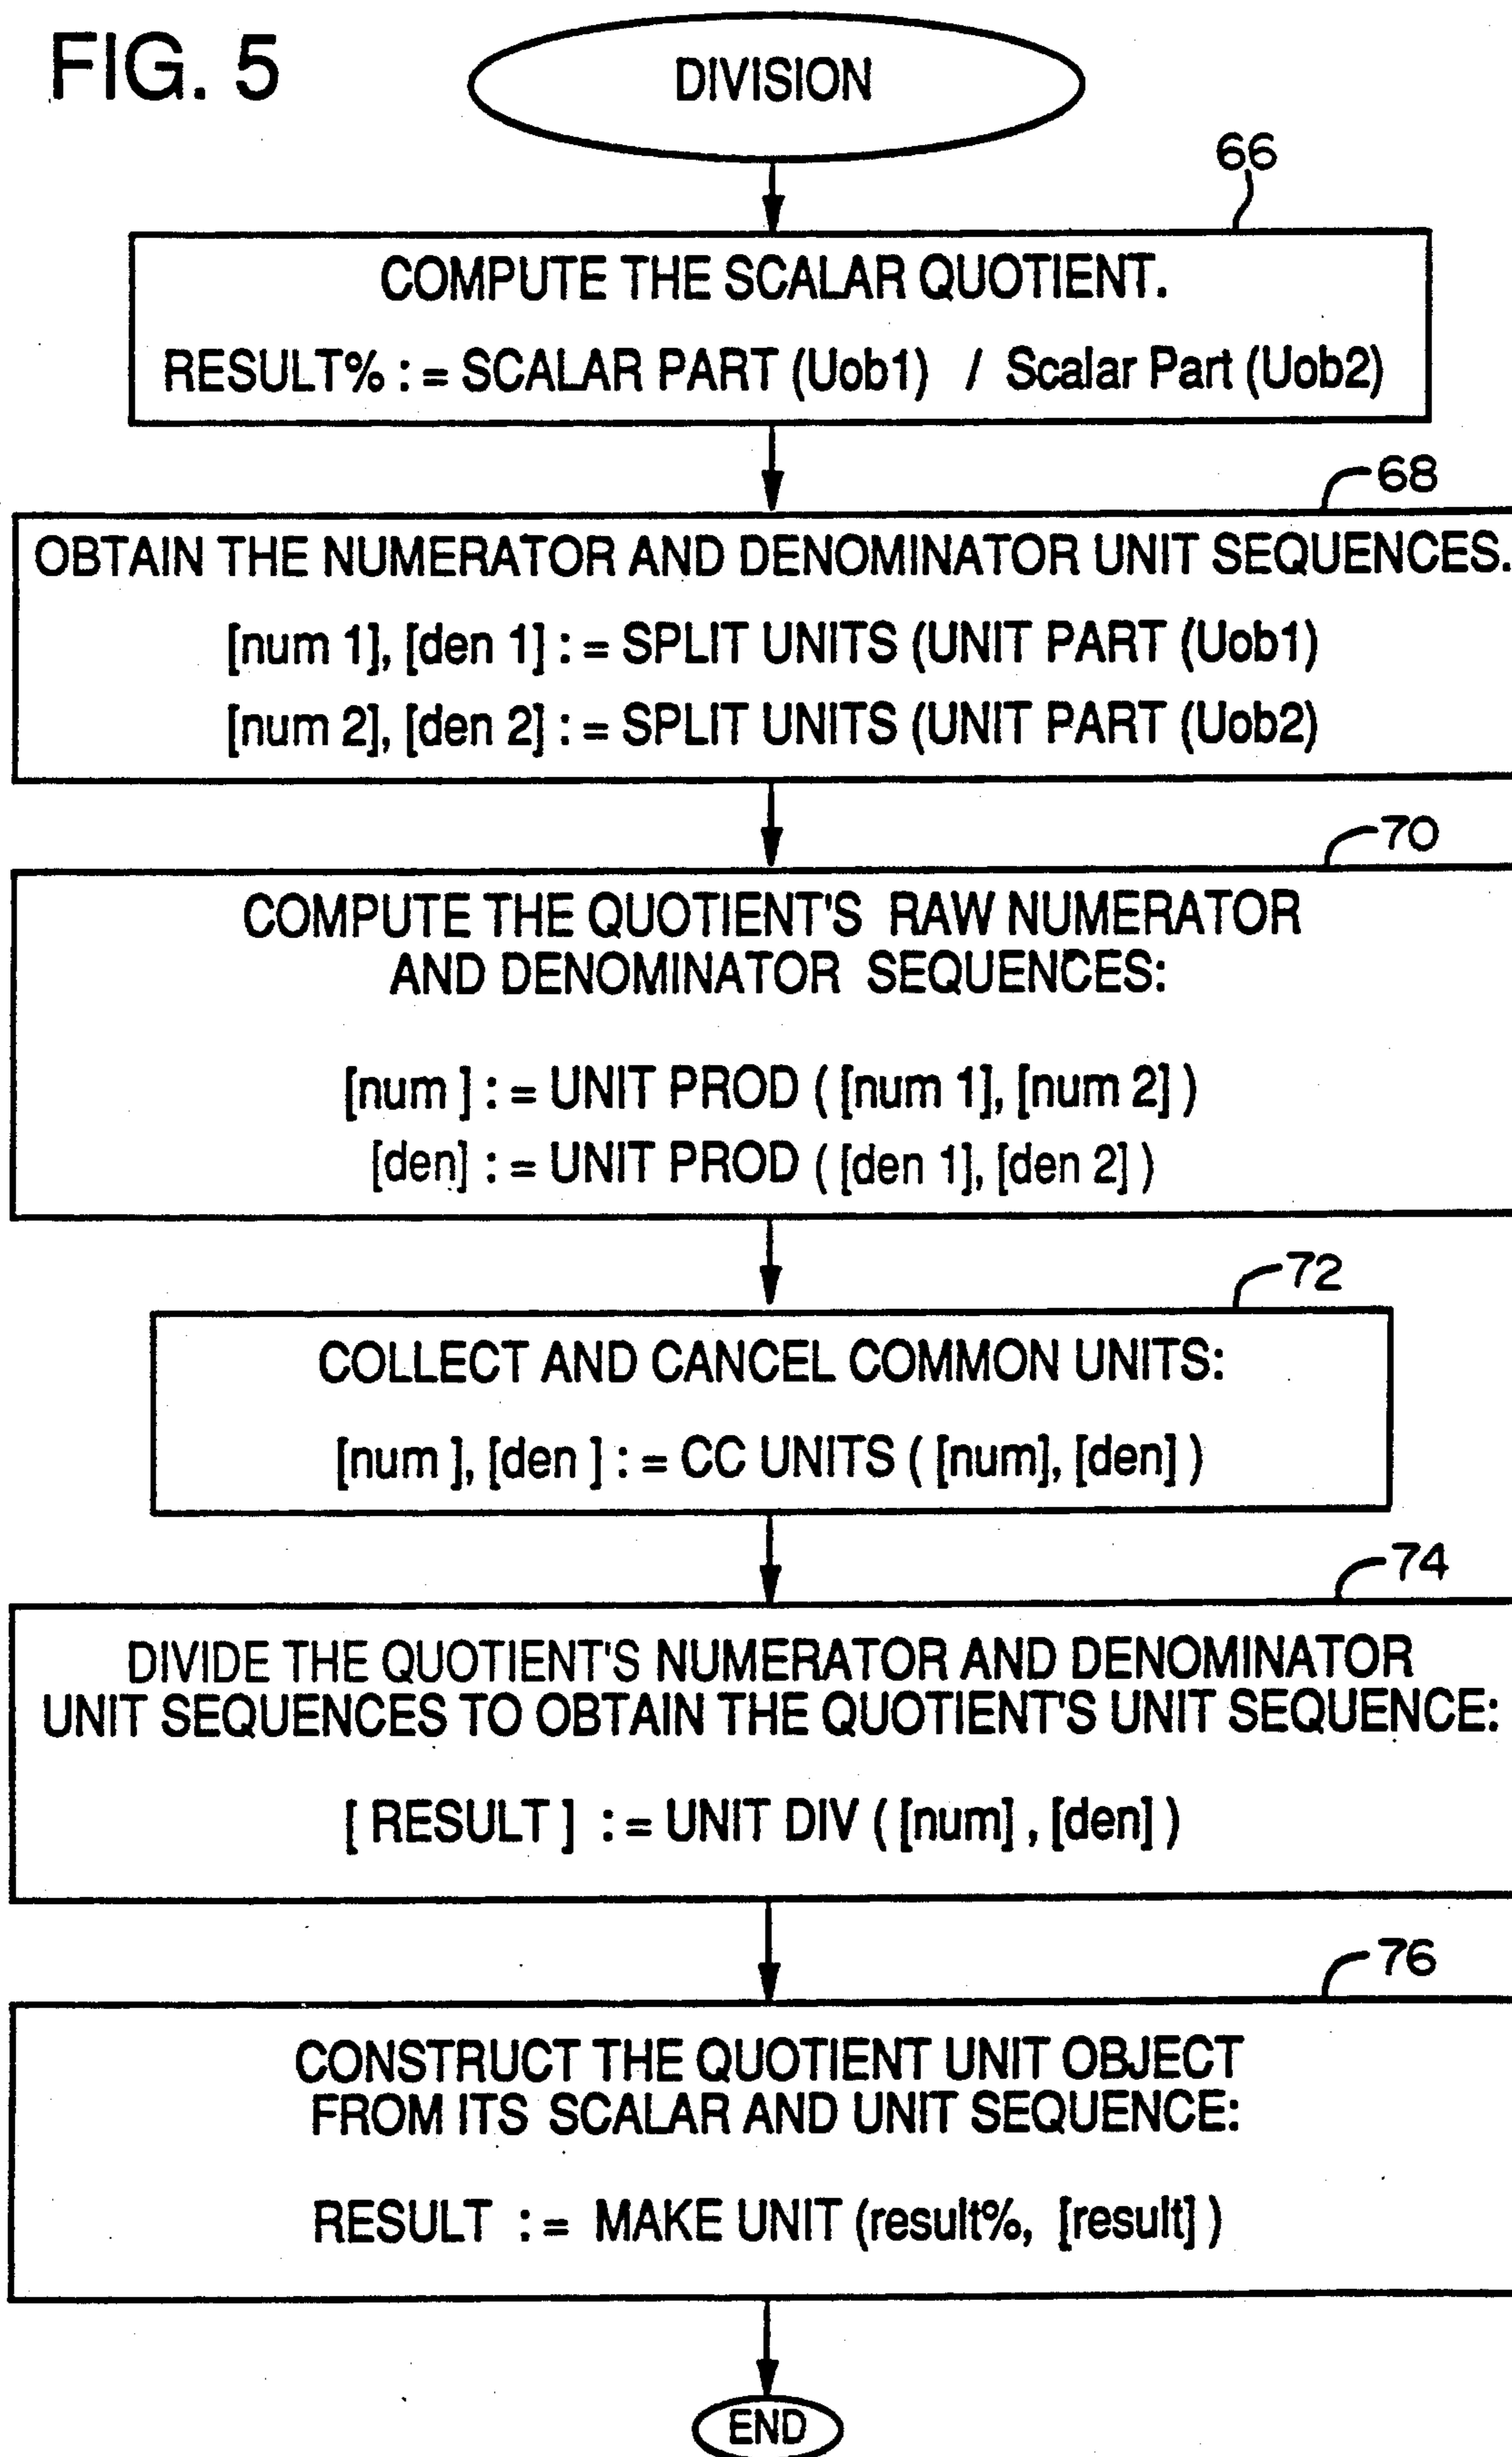 FIG. 5
DIVISION
66
COMPUTE THE SCALAR QUOTIENT.
RESULT% : = SCALAR PART (Uob1) / Scalar Part (Uob2)
68
OBTAIN THE NUMERATOR AND DENOMINATOR UNIT SEQUENCES.
[num 1], [den 1] : = SPLIT UNITS (UNIT PART (Uob1)
[num 2], [den 2] : = SPLIT UNITS (UNIT PART (Uob2)
70
COMPUTE THE QUOTIENT'S RAW NUMERATOR
AND DENOMINATOR SEQUENCES:
[num ] : = UNIT PROD ( [num 1], [num 2] )
[den] : = UNIT PROD ( [den 1], [den 2] )
72
COLLECT AND CANCEL COMMON UNITS:
[num ], [den ] : = CC UNITS ( [num], [den] )
74
DIVIDE THE QUOTIENT'S NUMERATOR AND DENOMINATOR
UNIT SEQUENCES TO OBTAIN THE QUOTIENT'S UNIT SEQUENCE:
[ RESULT ] : = UNIT DIV ( [num] , [den] )
76
CONSTRUCT THE QUOTIENT UNIT OBJECT
FROM ITS SCALAR AND UNIT SEQUENCE:
RESULT : = MAKE UNIT (result%, [result] )
END